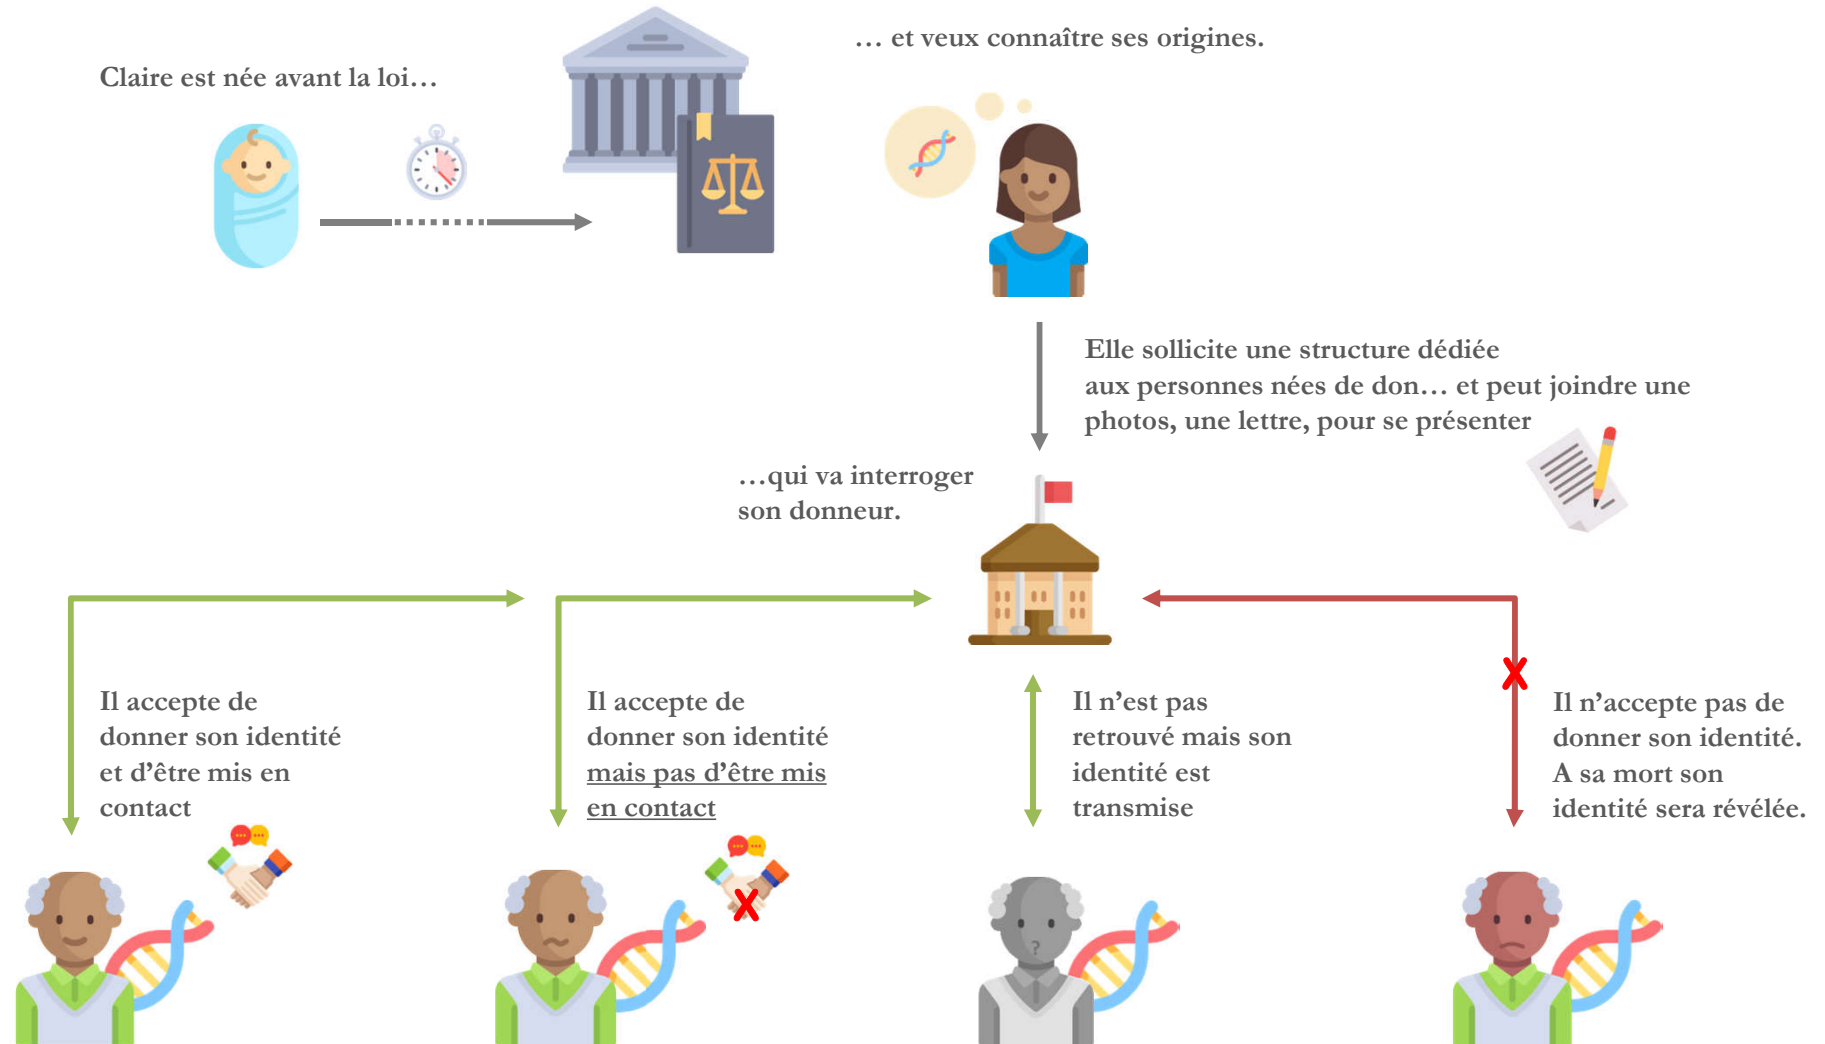 Claire est née avant la loi…
… et veux connaître ses origines.
Elle sollicite une structure dédiée
aux personnes nées de don… et peut joindre une
photos, une lettre, pour se présenter
…qui va interroger
son donneur.
Il accepte de
donner son identité
et d’être mis en
contact
Il accepte de
donner son identité
mais pas d’être mis
en contact
Il n’est pas
retrouvé mais son
identité est
transmise
Il n’accepte pas de
donner son identité.
A sa mort son
identité sera révélée.
?